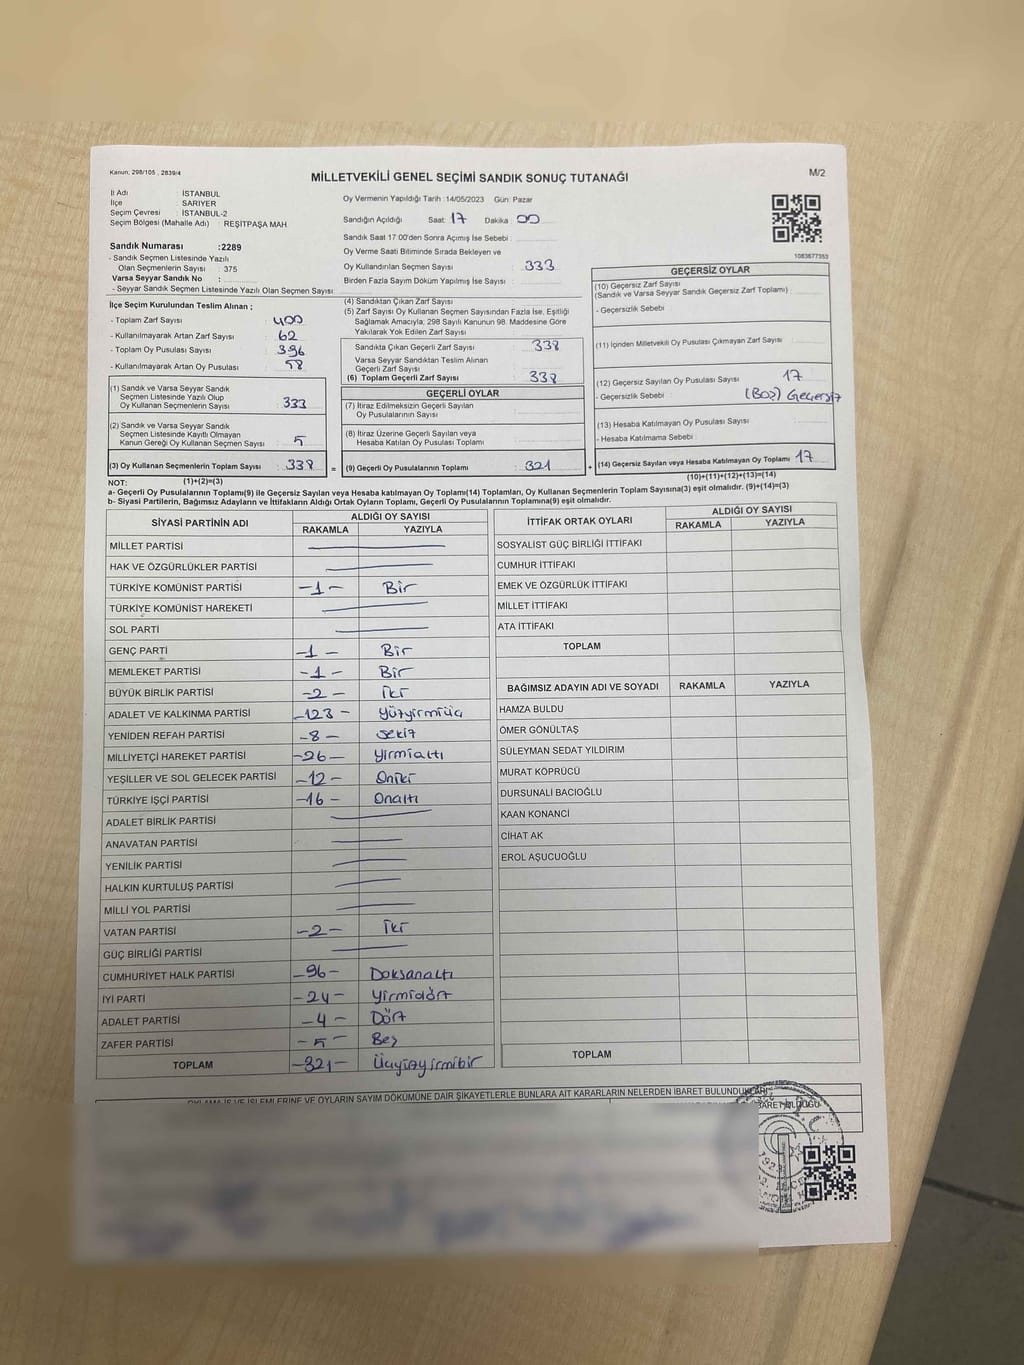 Kanun, 298/105 , 2839/4
MİLLETVEKİLİ GENEL SEÇİMİ SANDIK SONUÇ TUTANAĞI
M/2
İl Adı : İSTANBUL
İlçe : SARIYER
Seçim Çevresi : İSTANBUL-2
Seçim Bölgesi (Mahalle Adı) : REŞİTPAŞA MAH
Sandık Numarası :2289
- Sandık Seçmen Listesinde Yazılı
Olan Seçmenlerin Sayısı : 375
Varsa Seyyar Sandık No :
- Seyyar Sandık Seçmen Listesinde Yazılı Olan Seçmen Sayısı:
Oy Vermenin Yapıldığı Tarih :14/05/2023 Gün: Pazar
Sandığın Açıldığı Saat: 17 Dakika: 00
Sandık Saat 17:00'den Sonra Açımış İse Sebebi :
Oy Verme Saati Bitiminde Sırada Bekleyen ve
Oy Kullandırılan Seçmen Sayısı : 333
Birden Fazla Sayım Döküm Yapılmış İse Sayısı :
1083677353
İlçe Seçim Kurulundan Teslim Alınan ;
- Toplam Zarf Sayısı : 400
- Kullanılmayarak Artan Zarf Sayısı : 62
- Toplam Oy Pusulası Sayısı : 396
- Kullanılmayarak Artan Oy Pusulası : 58
(1) Sandık ve Varsa Seyyar Sandık
Seçmen Listesinde Yazılı Olup
Oy Kullanan Seçmenlerin Sayısı : 333
(2) Sandık ve Varsa Seyyar Sandık
Seçmen Listesinde Kayıtlı Olmayan
Kanun Gereği Oy Kullanan Seçmen Sayısı : 5
(3) Oy Kullanan Seçmenlerin Toplam Sayısı : 338 =
(1)+(2)=(3)
(4) Sandıktan Çıkan Zarf Sayısı :
(5) Zarf Sayısı Oy Kullanan Seçmen Sayısından Fazla İse, Eşitliği
Sağlamak Amacıyla, 298 Sayılı Kanunun 98. Maddesine Göre
Yakılarak Yok Edilen Zarf Sayısı :
Sandıkta Çıkan Geçerli Zarf Sayısı : 338
Varsa Seyyar Sandıktan Teslim Alınan
Geçerli Zarf Sayısı :
(6) Toplam Geçerli Zarf Sayısı : 338
GEÇERLİ OYLAR
(7) İtiraz Edilmeksizin Geçerli Sayılan
Oy Pusulalarının Sayısı :
(8) İtiraz Üzerine Geçerli Sayılan veya
Hesaba Katılan Oy Pusulası Toplamı :
(9) Geçerli Oy Pusulalarının Toplamı : 321 +
GEÇERSİZ OYLAR
(10) Geçersiz Zarf Sayısı
(Sandık ve Varsa Seyyar Sandık Geçersiz Zarf Toplamı) :
- Geçersizlik Sebebi :
(11) İçinden Milletvekili Oy Pusulası Çıkmayan Zarf Sayısı :
(12) Geçersiz Sayılan Oy Pusulası Sayısı : 17
- Geçersizlik Sebebi : (Boş) Geçersiz
(13) Hesaba Katılmayan Oy Pusulası Sayısı :
- Hesaba Katılmama Sebebi :
(14) Geçersiz Sayılan veya Hesaba Katılmayan Oy Toplamı : 17
(10)+(11)+(12)+(13)=(14)
NOT:
a- Geçerli Oy Pusulalarının Toplamı(9) ile Geçersiz Sayılan veya Hesaba katılmayan Oy Toplamı(14) Toplamları, Oy Kullanan Seçmenlerin Toplam Sayısına(3) eşit olmalıdır. (9)+(14)=(3)
b- Siyasi Partilerin, Bağımsız Adayların ve İttifakların Aldığı Ortak Oyların Toplamı, Geçerli Oy Pusulalarının Toplamına(9) eşit olmalıdır.
SİYASİ PARTİNİN ADI ALDIĞI OY SAYISI
RAKAMLA YAZIYLA
MİLLET PARTİSİ
HAK VE ÖZGÜRLÜKLER PARTİSİ
TÜRKİYE KOMÜNİST PARTİSİ -1- Bir
TÜRKİYE KOMÜNİST HAREKETİ
SOL PARTİ
GENÇ PARTİ -1- Bir
MEMLEKET PARTİSİ -1- Bir
BÜYÜK BİRLİK PARTİSİ -2- İki
ADALET VE KALKINMA PARTİSİ -123- Yüzyirmiüç
YENİDEN REFAH PARTİSİ -8- Sekiz
MİLLİYETÇİ HAREKET PARTİSİ -26- Yirmialtı
YEŞİLLER VE SOL GELECEK PARTİSİ -12- Oniki
TÜRKİYE İŞÇİ PARTİSİ -16- Onaltı
ADALET BİRLİK PARTİSİ
ANAVATAN PARTİSİ
YENİLİK PARTİSİ
HALKIN KURTULUŞ PARTİSİ
MİLLİ YOL PARTİSİ
VATAN PARTİSİ -2- İki
GÜÇ BİRLİĞİ PARTİSİ
CUMHURİYET HALK PARTİSİ -96- Doksanaltı
İYİ PARTİ -24- Yirmidört
ADALET PARTİSİ -4- Dört
ZAFER PARTİSİ -5- Beş
TOPLAM -321- Üçyüzyirmibir
İTTİFAK ORTAK OYLARI ALDIĞI OY SAYISI
RAKAMLA YAZIYLA
SOSYALİST GÜÇ BİRLİĞİ İTTİFAKI
CUMHUR İTTİFAKI
EMEK VE ÖZGÜRLÜK İTTİFAKI
MİLLET İTTİFAKI
ATA İTTİFAKI
TOPLAM
BAĞIMSIZ ADAYIN ADI VE SOYADI RAKAMLA YAZIYLA
HAMZA BULDU
ÖMER GÖNÜLTAŞ
SÜLEYMAN SEDAT YILDIRIM
MURAT KÖPRÜCÜ
DURSUNALİ BACIOĞLU
KAAN KONANCİ
CİHAT AK
EROL AŞUCUOĞLU
TOPLAM
OYLAMA İŞ VE İŞLEMLERİNE VE OYLARIN SAYIM DÖKÜMÜNE DAİR ŞİKAYETLERLE BUNLARA AİT KARARLARIN NELERDEN İBARET BULUNDUKLARI